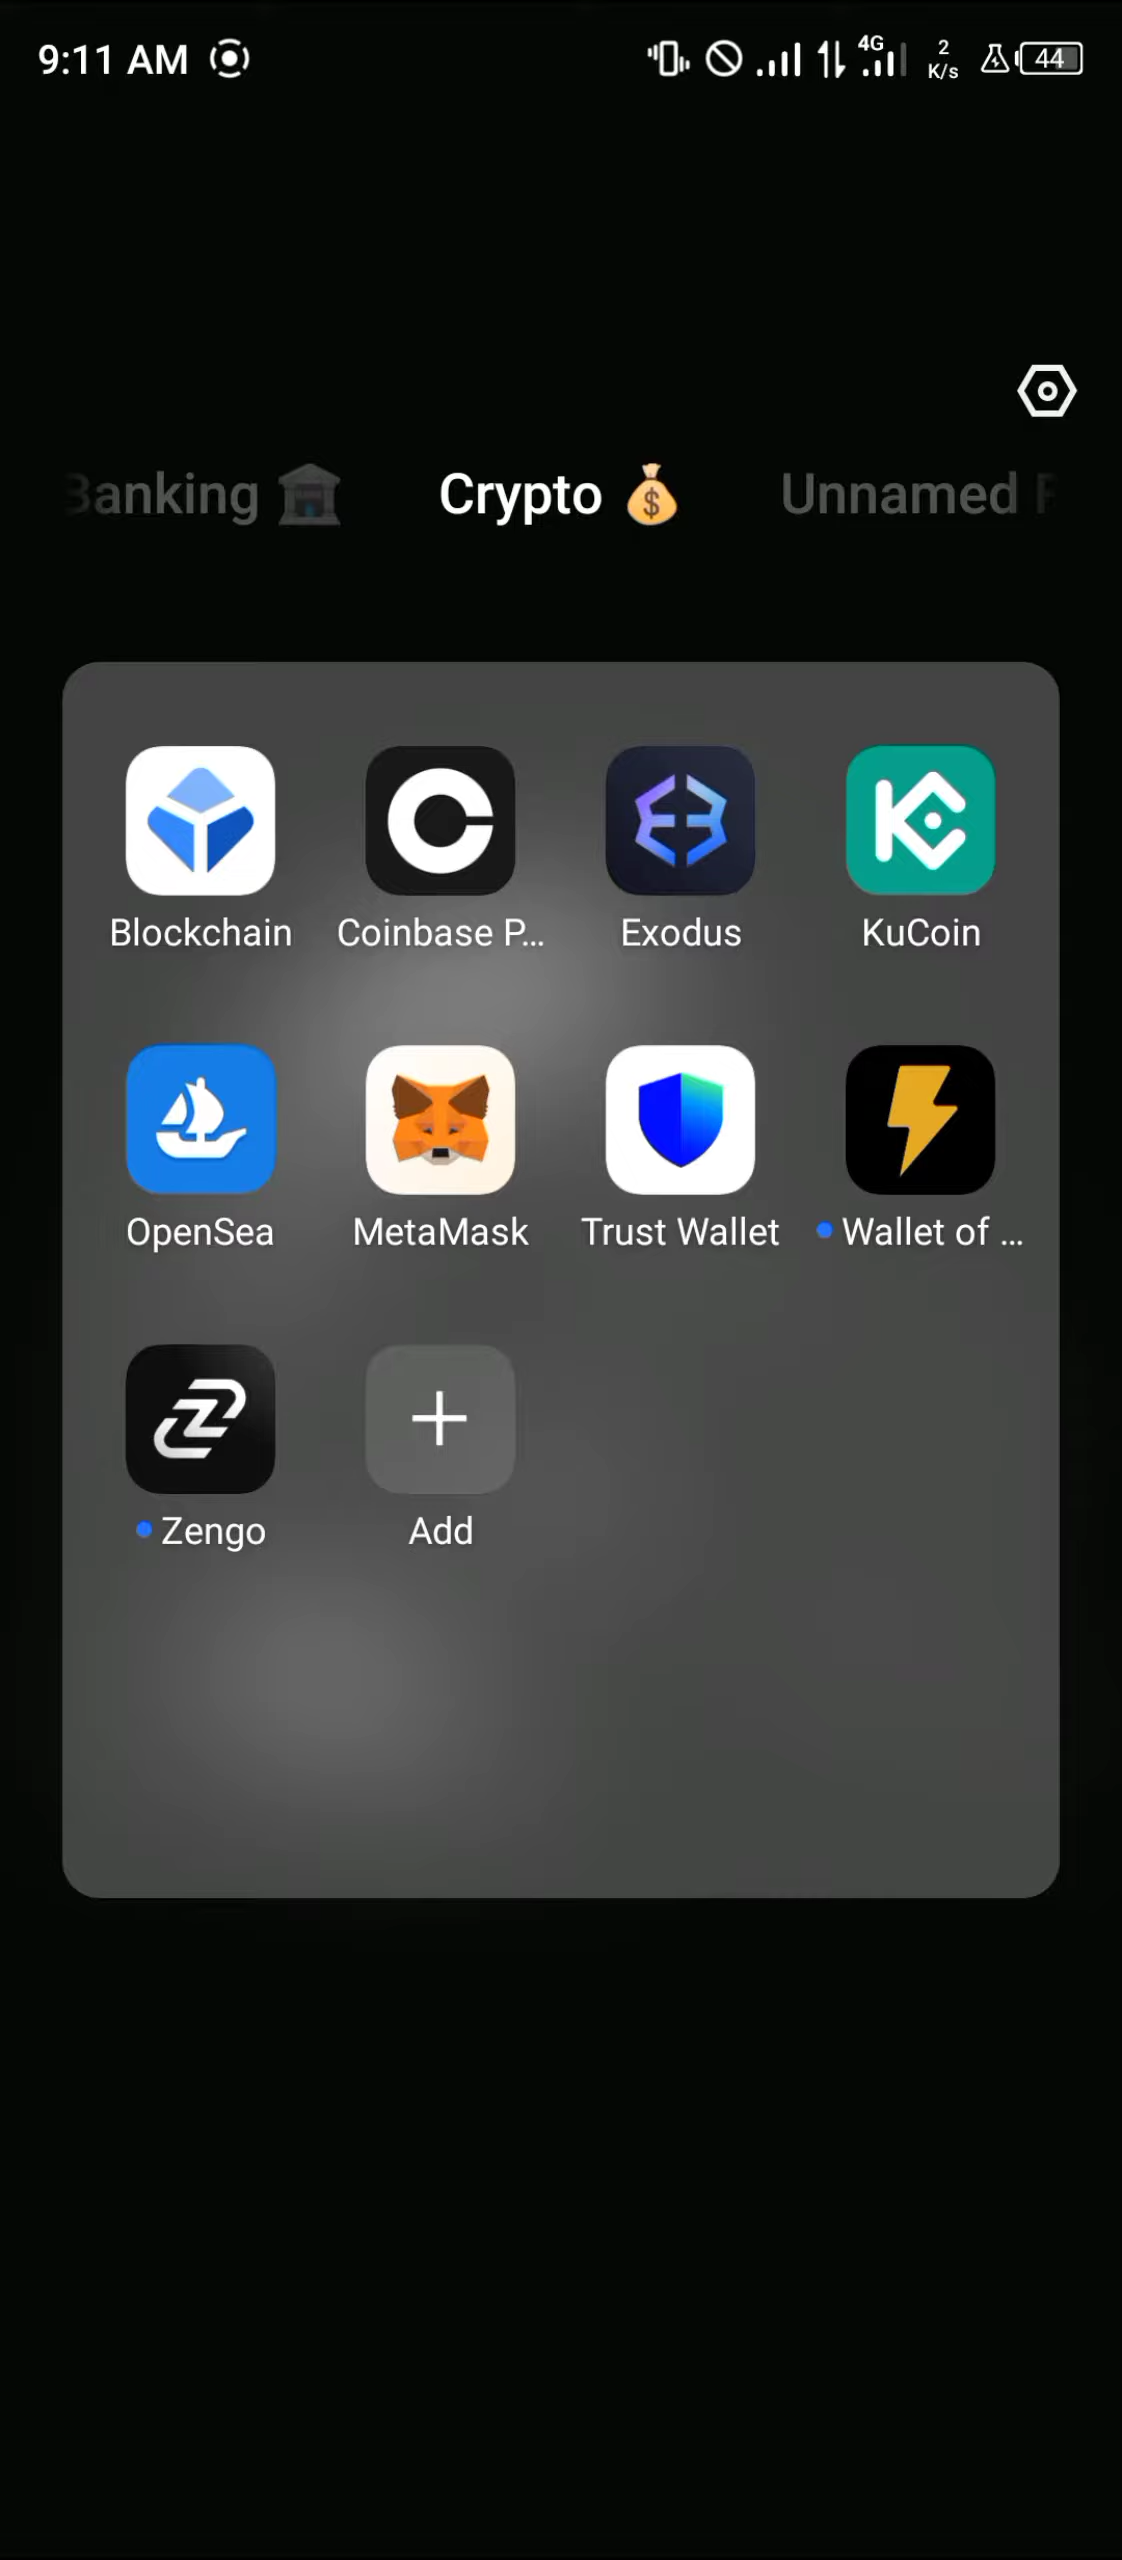 9:11 AM
4G
2
K/s
44
Banking 🏛️ Crypto 💰 Unnamed
Blockchain Coinbase P... Exodus KuCoin
OpenSea MetaMask Trust Wallet Wallet of ...
Zengo Add